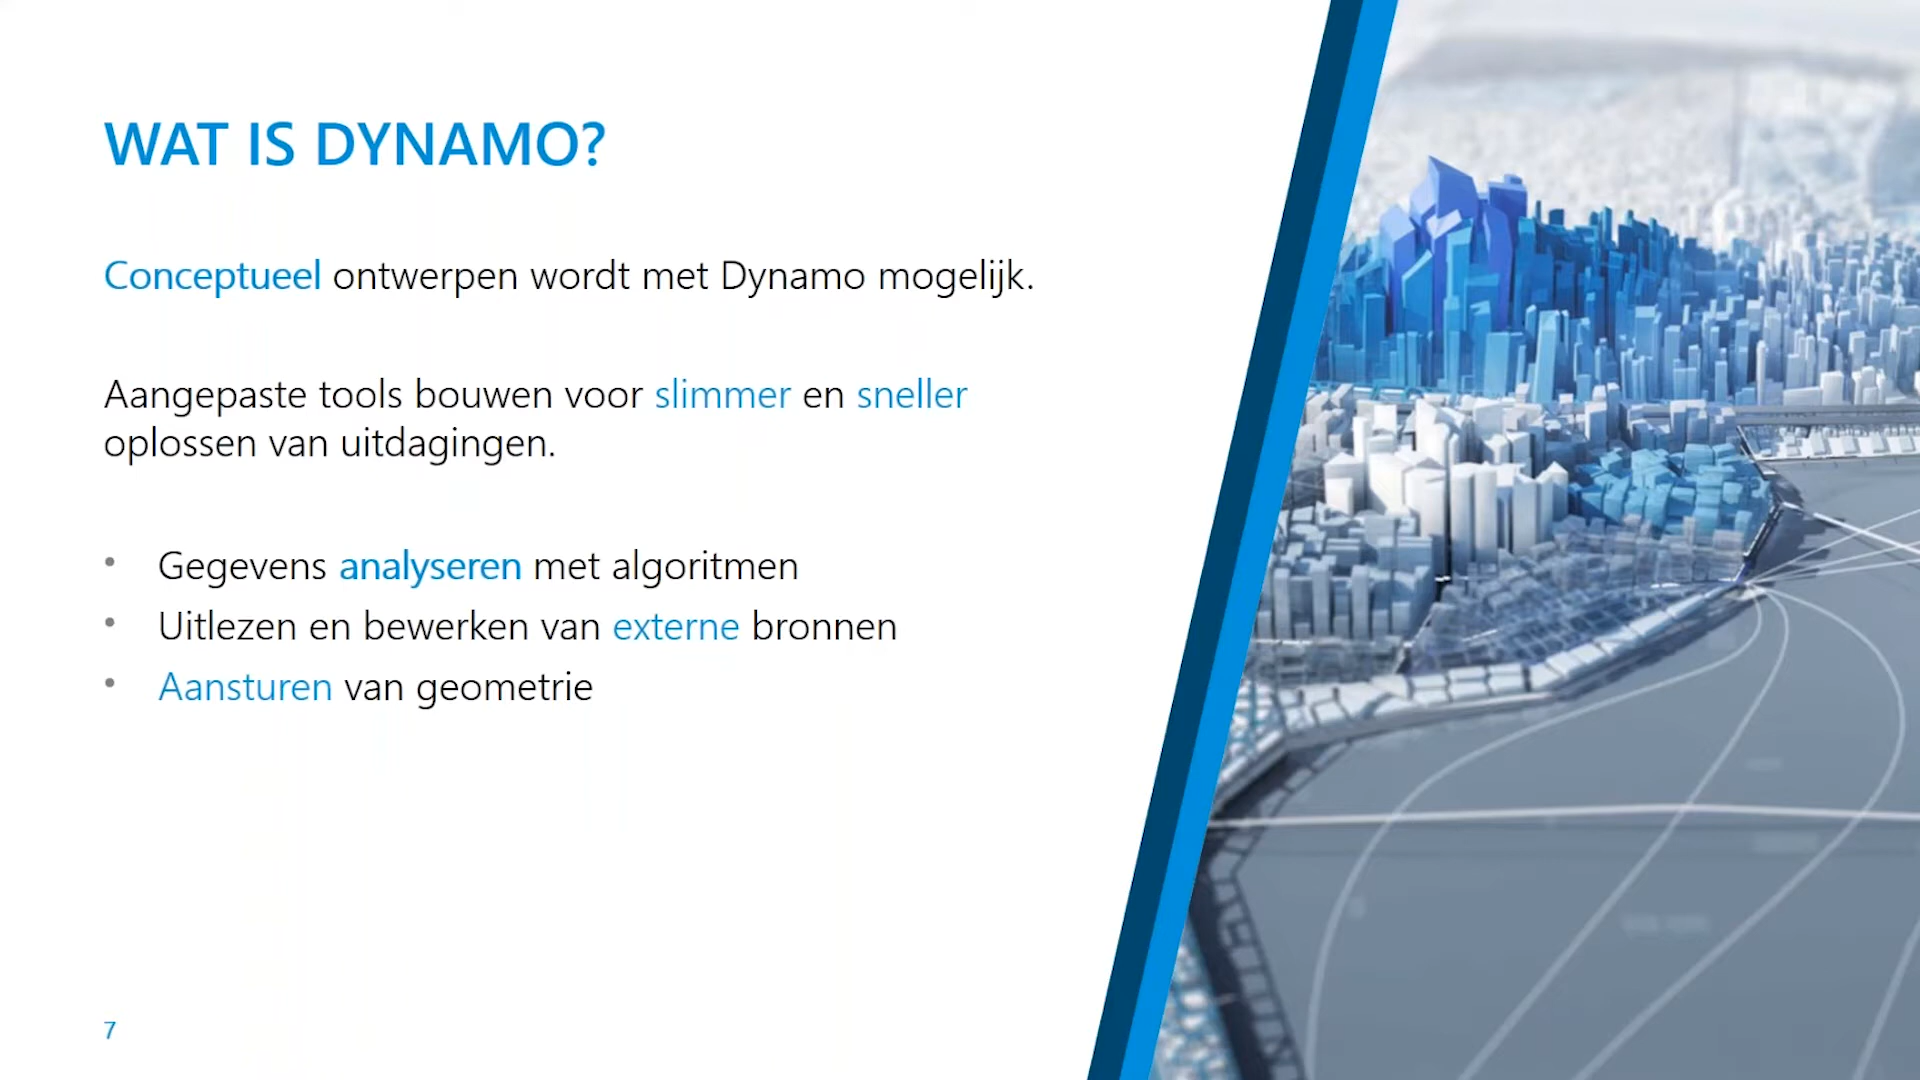 WAT IS DYNAMO?
Conceptueel ontwerpen wordt met Dynamo mogelijk.
Aangepaste tools bouwen voor slimmer en sneller
oplossen van uitdagingen.
• Gegevens analyseren met algoritmen
• Uitlezen en bewerken van externe bronnen
• Aansturen van geometrie
7